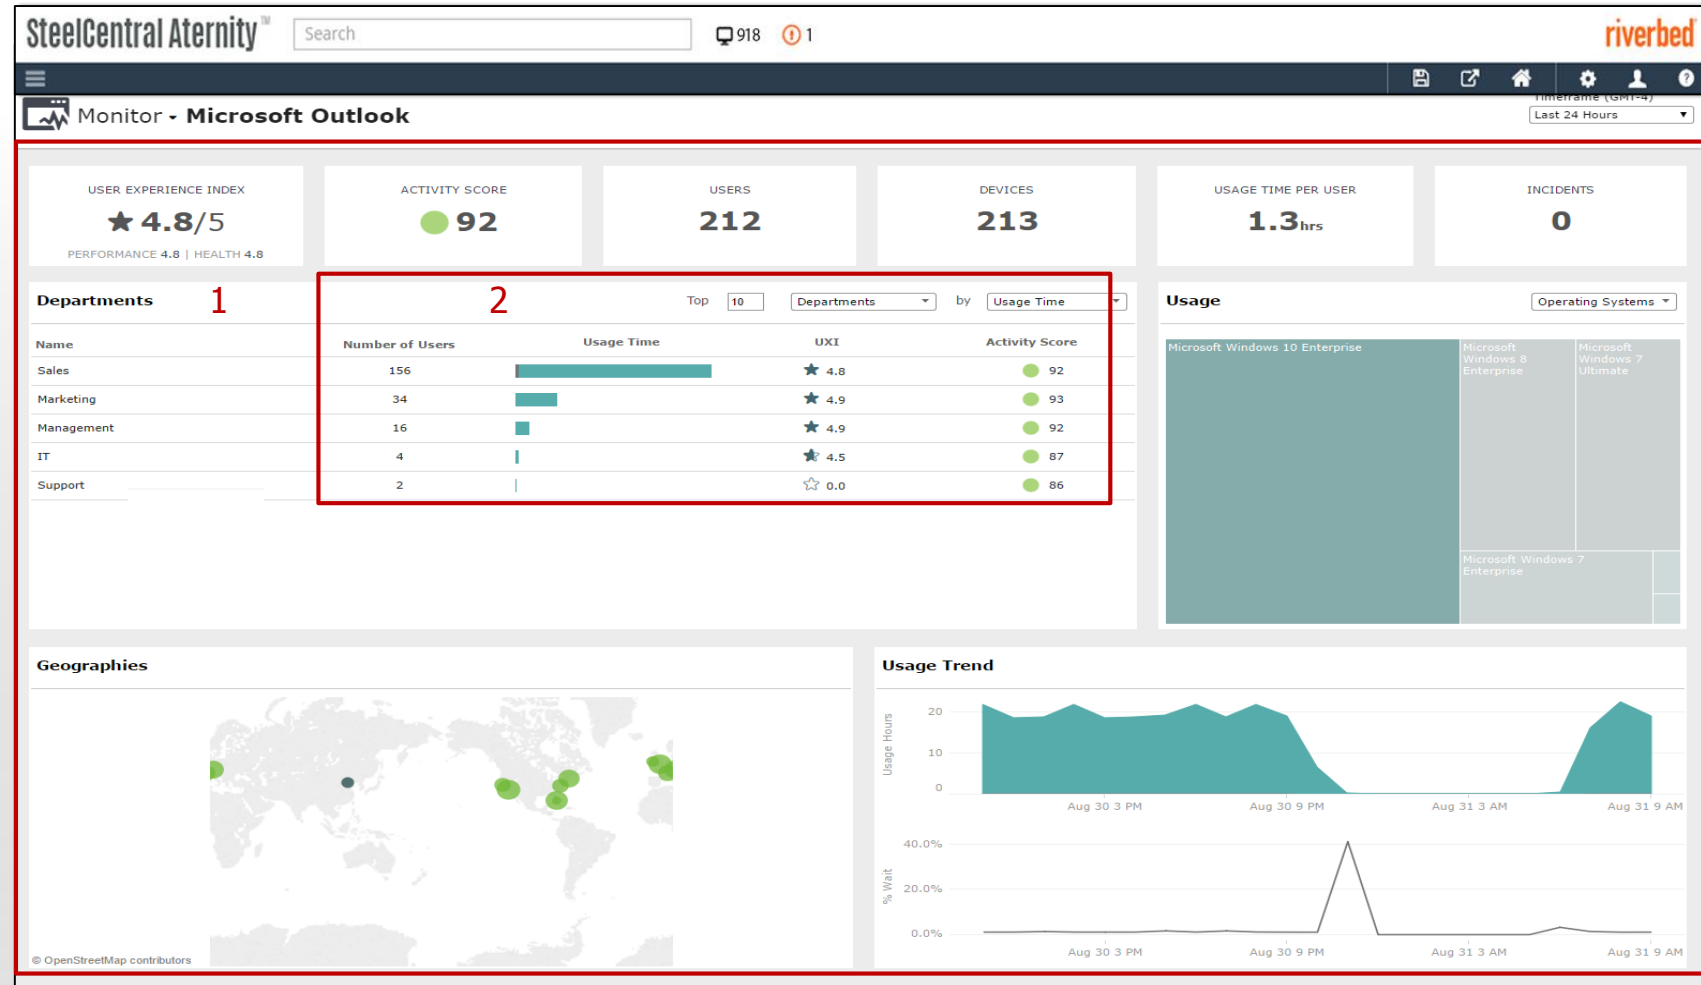 SteelCentral Aternity™
Search
918
1
riverbed
Monitor - Microsoft Outlook
Timeframe (GMT-4)
Last 24 Hours
USER EXPERIENCE INDEX
4.8/5
PERFORMANCE 4.8 | HEALTH 4.8
ACTIVITY SCORE
92
USERS
212
DEVICES
213
USAGE TIME PER USER
1.3hrs
INCIDENTS
0
Departments
1
2
Top 10 Departments by Usage Time
Name Number of Users Usage Time UXI Activity Score
Sales 156 4.8 92
Marketing 34 4.9 93
Management 16 4.9 92
IT 4 4.5 87
Support 2 0.0 86
Usage
Operating Systems
Microsoft Windows 10 Enterprise
Microsoft
Windows 8
Enterprise
Microsoft
Windows 7
Ultimate
Microsoft Windows 7
Enterprise
Geographies
© OpenStreetMap contributors
Usage Trend
Usage Hours
20
10
0
Aug 30 3 PM Aug 30 9 PM Aug 31 3 AM Aug 31 9 AM
% Wait
40.0%
20.0%
0.0%
Aug 30 3 PM Aug 30 9 PM Aug 31 3 AM Aug 31 9 AM